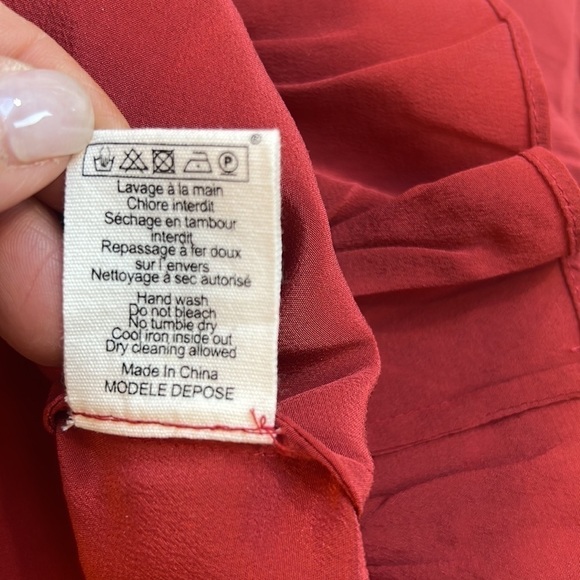 ®
P
Lavage à la main
Chlore interdit
Séchage en tambour
interdit
Repassage à fer doux
sur l'envers
Nettoyage à sec autorisé
Hand wash
Do not bleach
No tumble dry
Cool iron inside out
Dry cleaning allowed
Made In China
MODELE DEPOSE